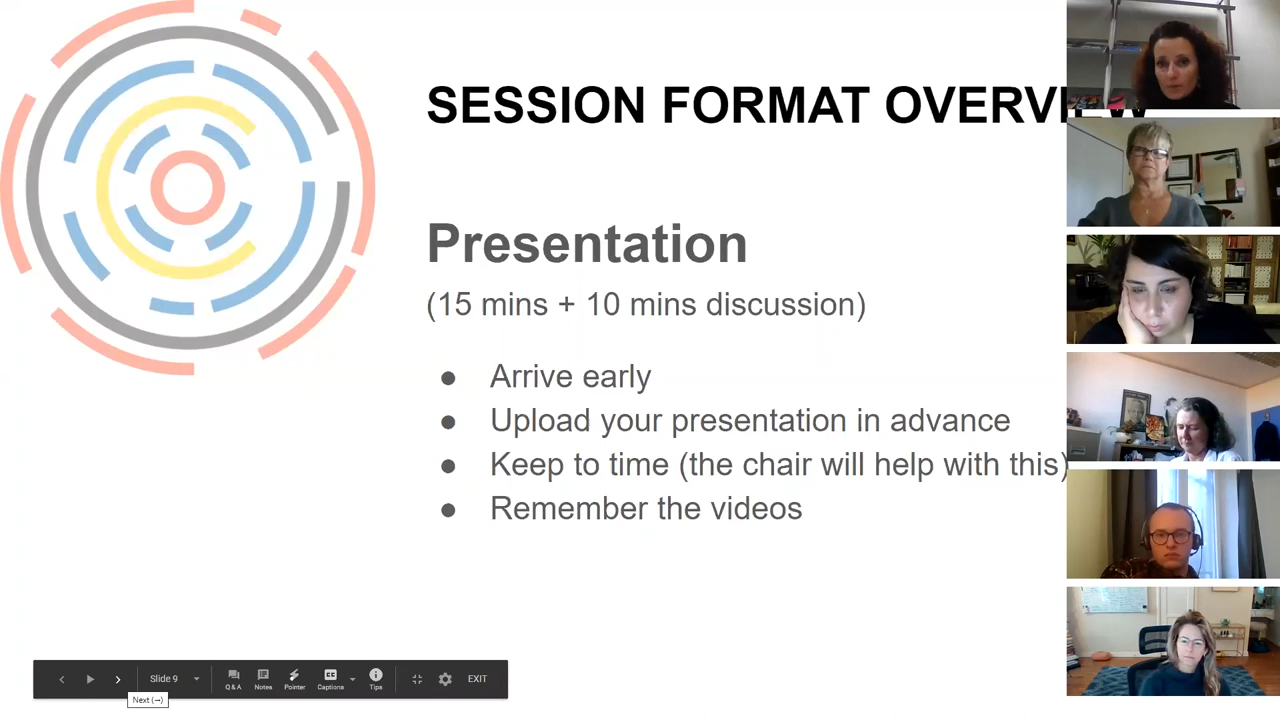 SESSION FORMAT OVERVIEW
Presentation
(15 mins + 10 mins discussion)
● Arrive early
● Upload your presentation in advance
● Keep to time (the chair will help with this)
● Remember the videos
Slide 9
Q & A
Notes
Pointer
Captions
Tips
EXIT
Next (→)